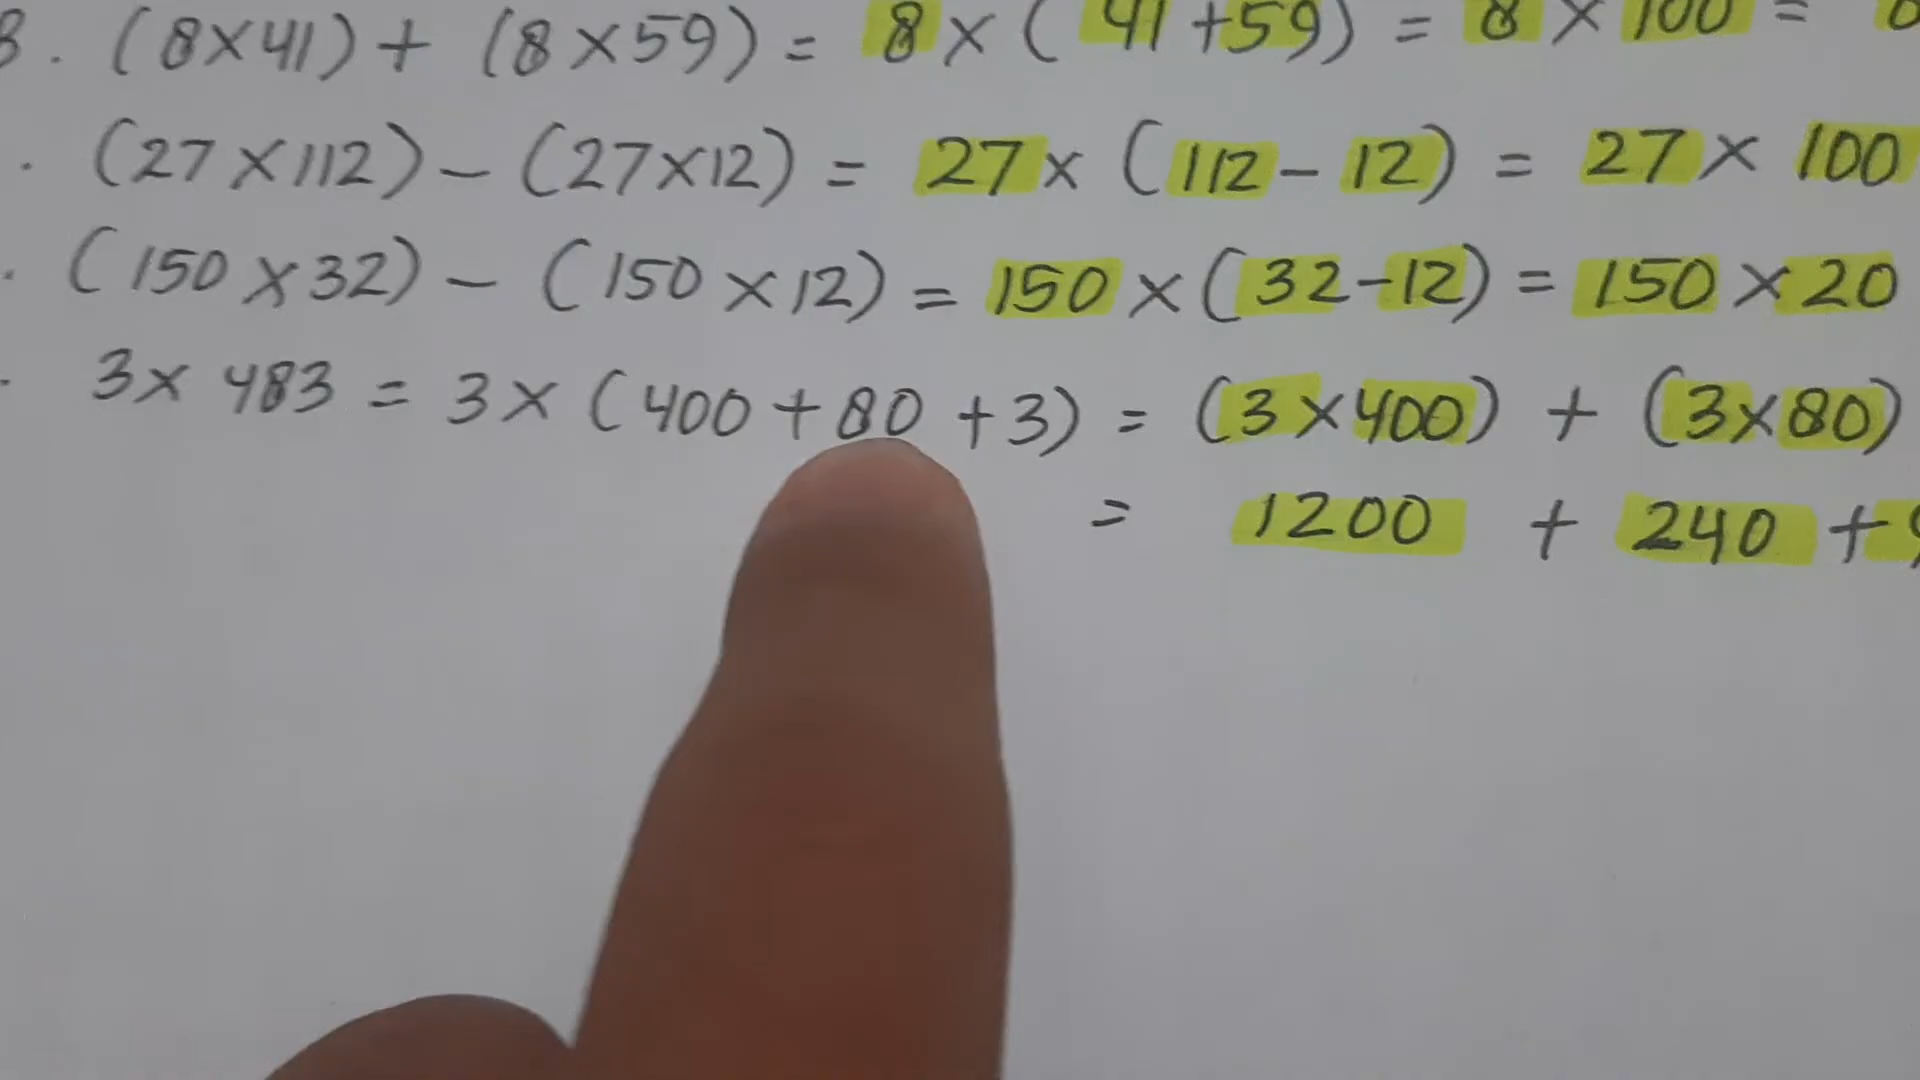 3. (8×41) + (8×59) = 8×(41+59) = 8×100 =
. (27×112) − (27×12) = 27×(112−12) = 27×100
. (150×32) − (150×12) = 150×(32−12) = 150×20
. 3×483 = 3×(400+80+3) = (3×400) + (3×80)
= 1200 + 240 +